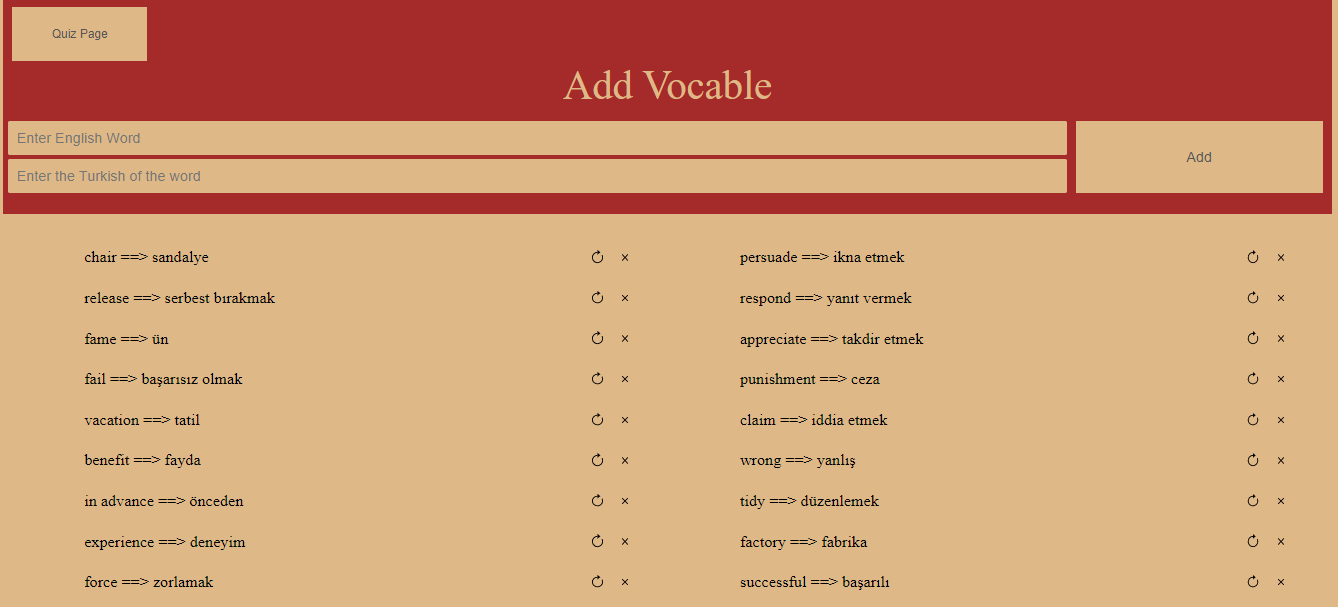 Quiz Page
Add Vocable
Enter English Word
Enter the Turkish of the word
Add
chair ==> sandalye
persuade ==> ikna etmek
release ==> serbest bırakmak
respond ==> yanıt vermek
fame ==> ün
appreciate ==> takdir etmek
fail ==> başarısız olmak
punishment ==> ceza
vacation ==> tatil
claim ==> iddia etmek
benefit ==> fayda
wrong ==> yanlış
in advance ==> önceden
tidy ==> düzenlemek
experience ==> deneyim
factory ==> fabrika
force ==> zorlamak
successful ==> başarılı